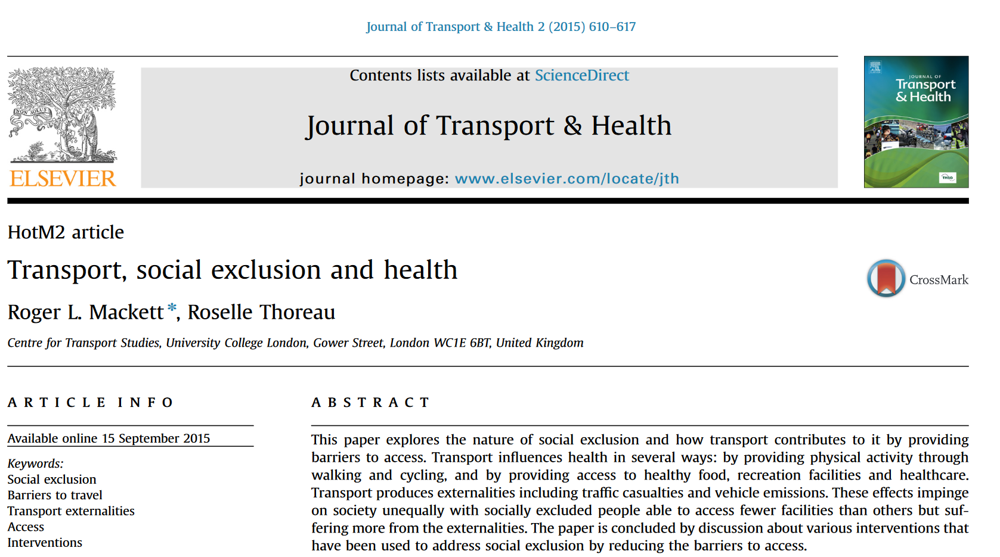 Journal of Transport & Health 2 (2015) 610–617
NON SOLUS
ELSEVIER
Contents lists available at ScienceDirect
Journal of Transport & Health
journal homepage: www.elsevier.com/locate/jth
ELSEVIER
JOURNAL OF
Transport
& Health
THSG
HotM2 article
Transport, social exclusion and health
CrossMark
Roger L. Mackett *, Roselle Thoreau
Centre for Transport Studies, University College London, Gower Street, London WC1E 6BT, United Kingdom
ARTICLE INFO
Available online 15 September 2015
Keywords:
Social exclusion
Barriers to travel
Transport externalities
Access
Interventions
ABSTRACT
This paper explores the nature of social exclusion and how transport contributes to it by providing
barriers to access. Transport influences health in several ways: by providing physical activity through
walking and cycling, and by providing access to healthy food, recreation facilities and healthcare.
Transport produces externalities including traffic casualties and vehicle emissions. These effects impinge
on society unequally with socially excluded people able to access fewer facilities than others but suf-
fering more from the externalities. The paper is concluded by discussion about various interventions that
have been used to address social exclusion by reducing the barriers to access.